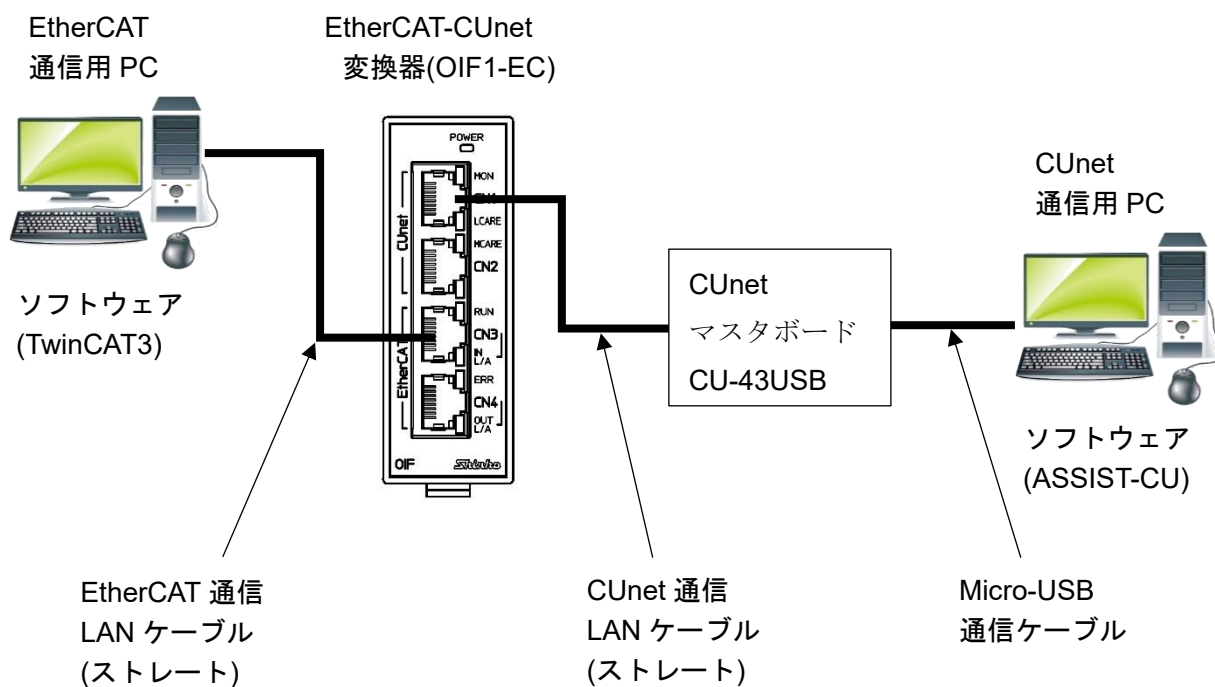 EtherCAT
通信用 PC
EtherCAT-CUnet
変換器(OIF1-EC)
POWER
MON
CN1
LCARE
MCARE
CN2
CUnet
RUN
CN3
IN
L/A
ERR
CN4
OUT
L/A
EtherCAT
OIF
Shinko
ソフトウェア
(TwinCAT3)
CUnet
マスタボード
CU-43USB
CUnet
通信用 PC
ソフトウェア
(ASSIST-CU)
EtherCAT 通信
LAN ケーブル
(ストレート)
CUnet 通信
LAN ケーブル
(ストレート)
Micro-USB
通信ケーブル